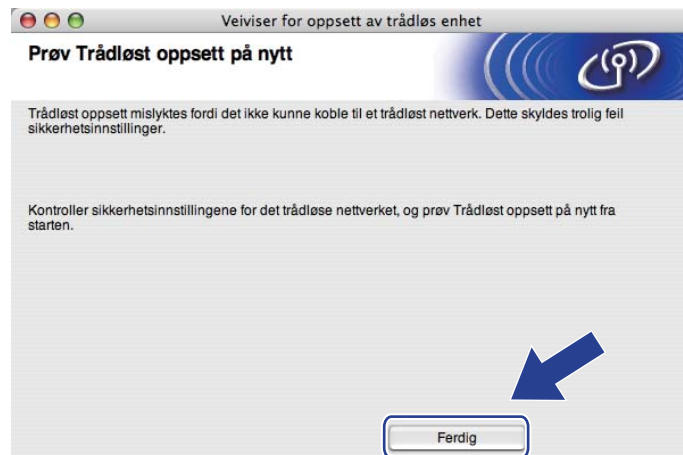 Veiviser for oppsett av trådløs enhet
Prøv Trådløst oppsett på nytt
Trådløst oppsett mislyktes fordi det ikke kunne koble til et trådløst nettverk. Dette skyldes trolig feil
sikkerhetsinnstillinger.
Kontroller sikkerhetsinnstillingene for det trådløse nettverket, og prøv Trådløst oppsett på nytt fra
starten.
Ferdig